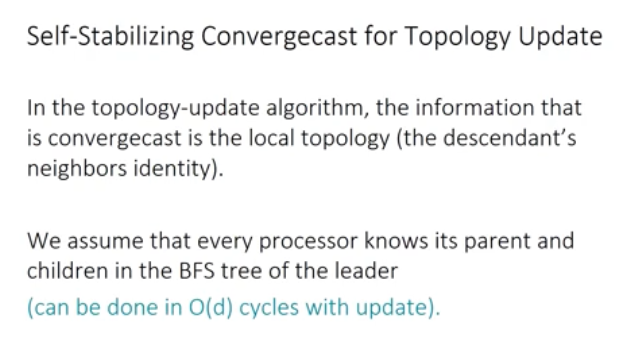 Self-Stabilizing Convergecast for Topology Update
In the topology-update algorithm, the information that
is convergecast is the local topology (the descendant's
neighbors identity).
We assume that every processor knows its parent and
children in the BFS tree of the leader
(can be done in O(d) cycles with update).